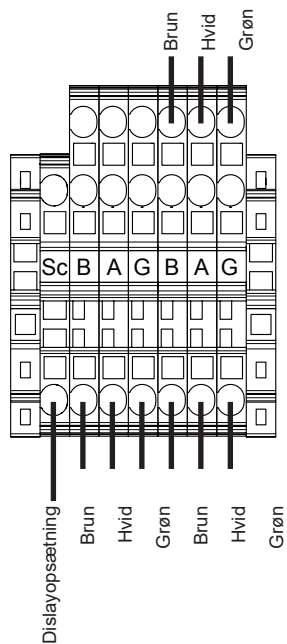 Brun
Hvid
Grøn
Sc B A G B A G
Dislayopsætning
Brun
Hvid
Grøn
Brun
Hvid
Grøn